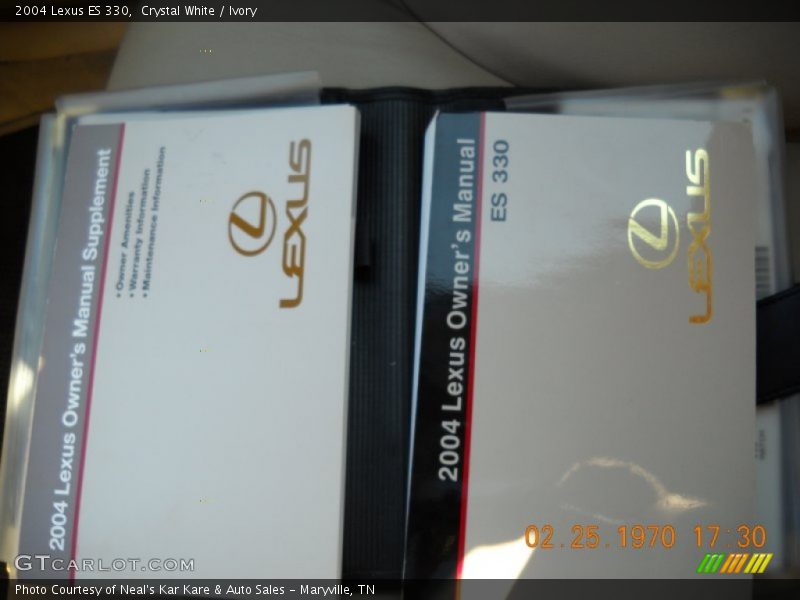 2004 Lexus ES 330,  Crystal White / Ivory
2004 Lexus Owner's Manual Supplement
• Owner Amenities
• Warranty Information
• Maintenance Information
LEXUS
2004 Lexus Owner's Manual
ES 330
LEXUS
02.25.1970 17:30
GTCARLOT.COM
Photo Courtesy of Neal's Kar Kare & Auto Sales – Maryville, TN